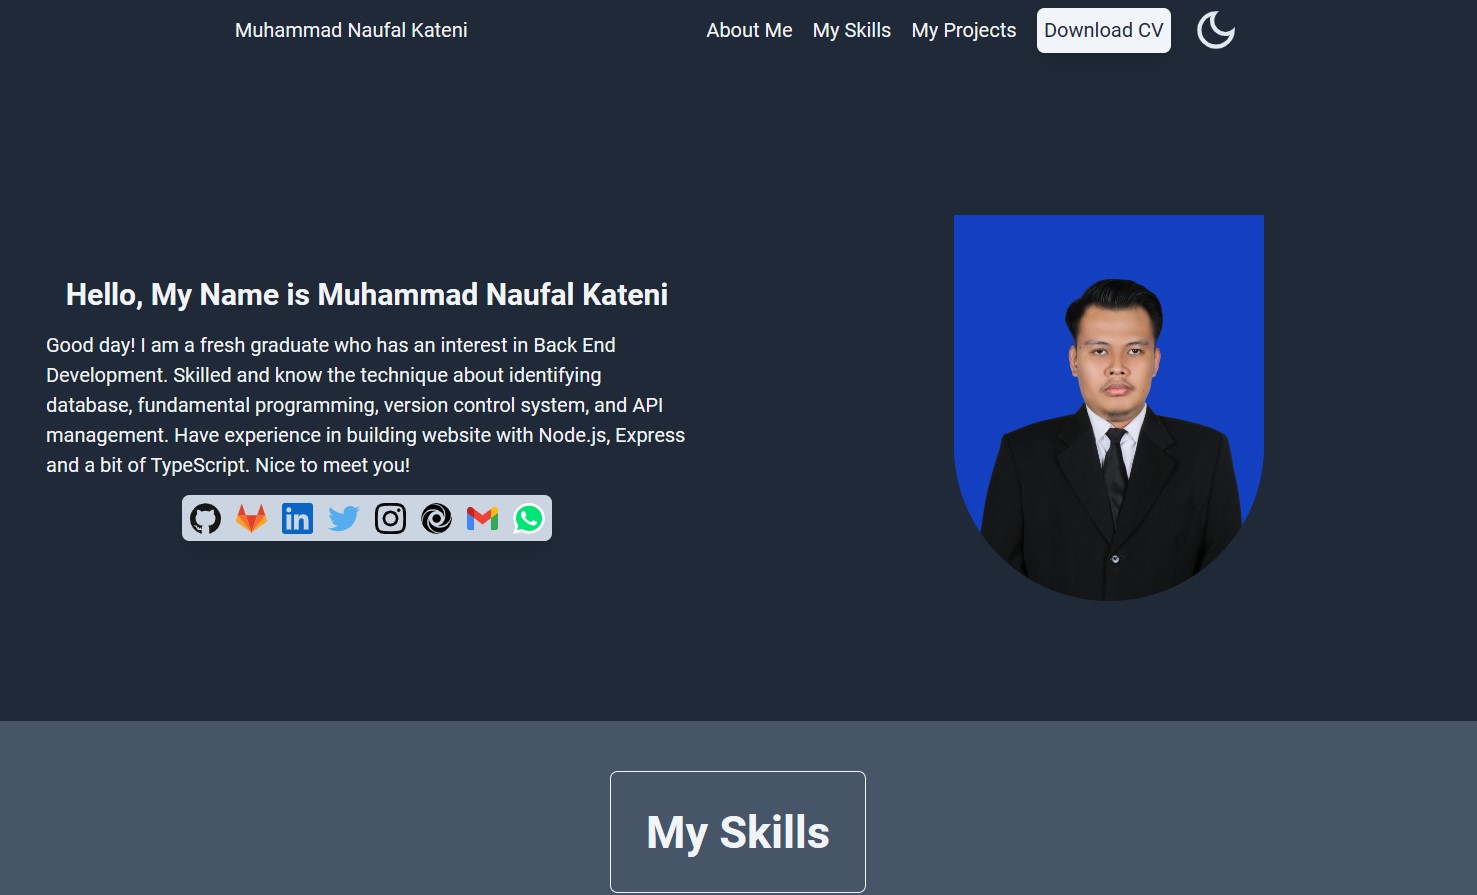 Muhammad Naufal Kateni
About Me
My Skills
My Projects
Download CV
Hello, My Name is Muhammad Naufal Kateni
Good day! I am a fresh graduate who has an interest in Back End
Development. Skilled and know the technique about identifying
database, fundamental programming, version control system, and API
management. Have experience in building website with Node.js, Express
and a bit of TypeScript. Nice to meet you!
in
My Skills